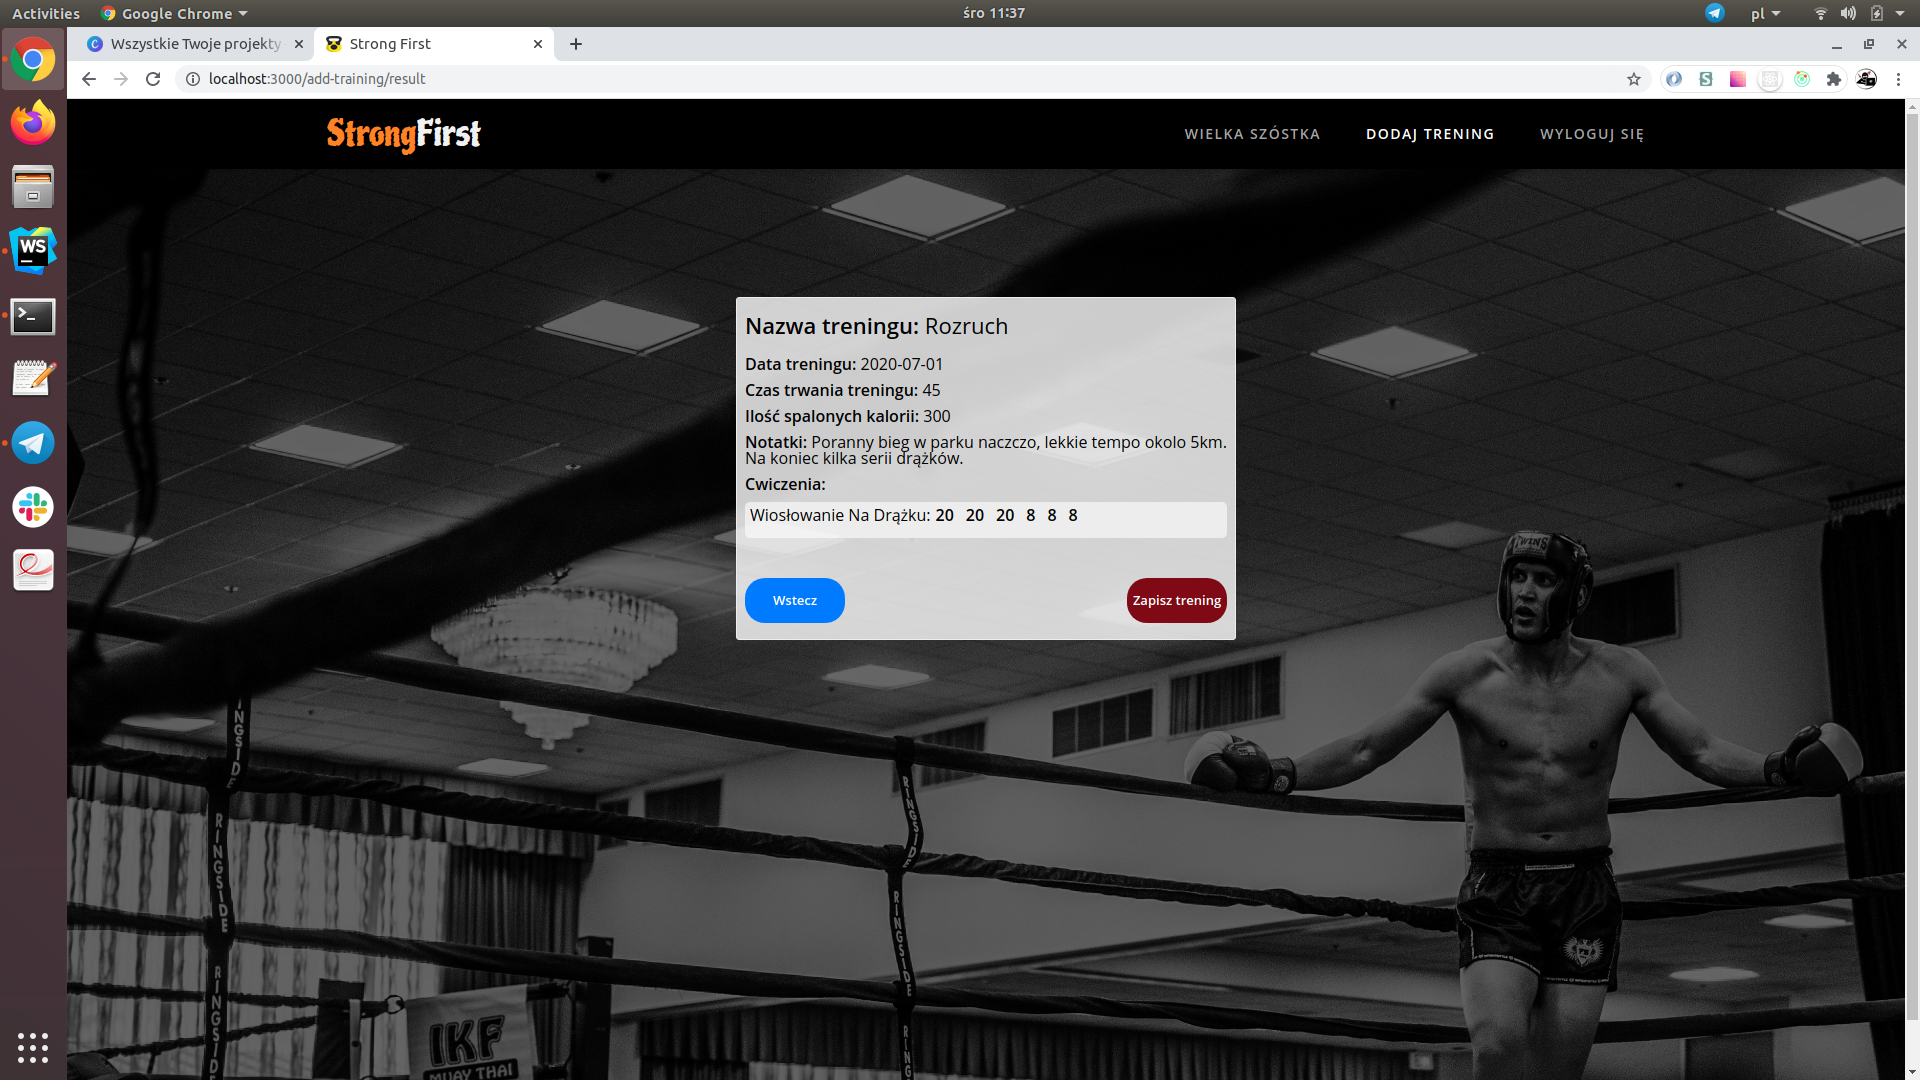 Activities
Google Chrome
śro 11:37
pl
Wszystkie Twoje projekty
Strong First
localhost:3000/add-training/result
StrongFirst
WIELKA SZÓSTKA
DODAJ TRENING
WYLOGUJ SIĘ
Nazwa treningu: Rozruch
Data treningu: 2020-07-01
Czas trwania treningu: 45
Ilość spalonych kalorii: 300
Notatki: Poranny bieg w parku naczczo, lekkie tempo okolo 5km.
Na koniec kilka serii drążków.
Cwiczenia:
Wiosłowanie Na Drążku: 20 20 20 8 8 8
Wstecz
Zapisz trening
WS
TWINS
INGSIDE
RINGSIDE
RINGSIDE
RINGSIDE
RINGSIDE
RING
IKF
MUAY THAI